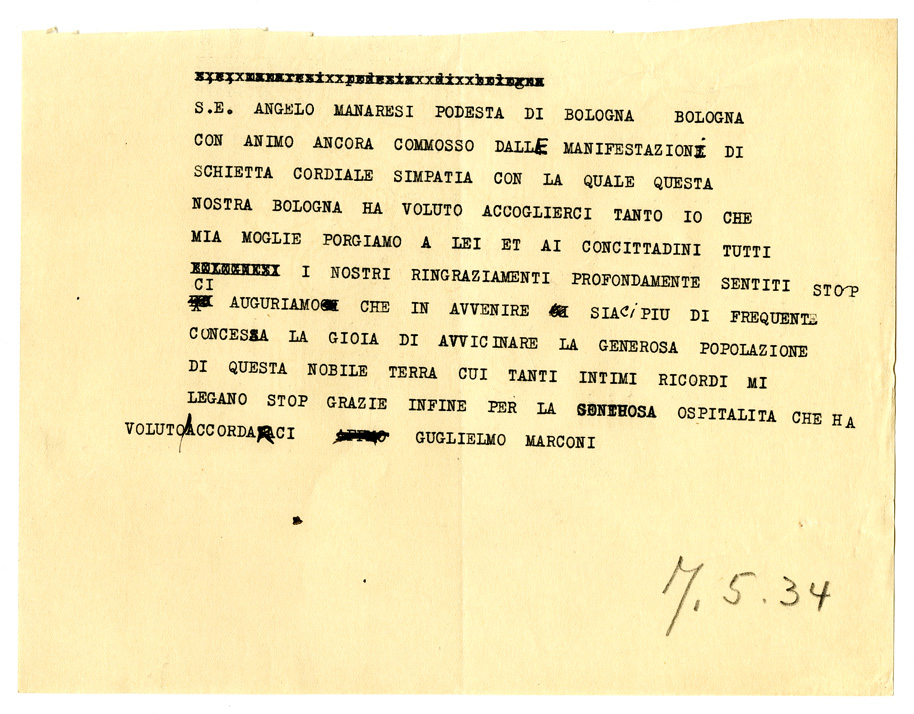 S.E. ANGELO MANARESI PODESTA DI BOLOGNA BOLOGNA
CON ANIMO ANCORA COMMOSSO DALLE MANIFESTAZIONI DI
SCHIETTA CORDIALE SIMPATIA CON LA QUALE QUESTA
NOSTRA BOLOGNA HA VOLUTO ACCOGLIERCI TANTO IO CHE
MIA MOGLIE PORGIAMO A LEI ET AI CONCITTADINI TUTTI
I NOSTRI RINGRAZIAMENTI PROFONDAMENTE SENTITI STOP
CI
AUGURIAMO CHE IN AVVENIRE SIACI PIU DI FREQUENTE
CONCESSA LA GIOIA DI AVVICINARE LA GENEROSA POPOLAZIONE
DI QUESTA NOBILE TERRA CUI TANTI INTIMI RICORDI MI
LEGANO STOP GRAZIE INFINE PER LA OSPITALITA CHE HA
VOLUTO ACCORDARCI GUGLIELMO MARCONI
7.5.34